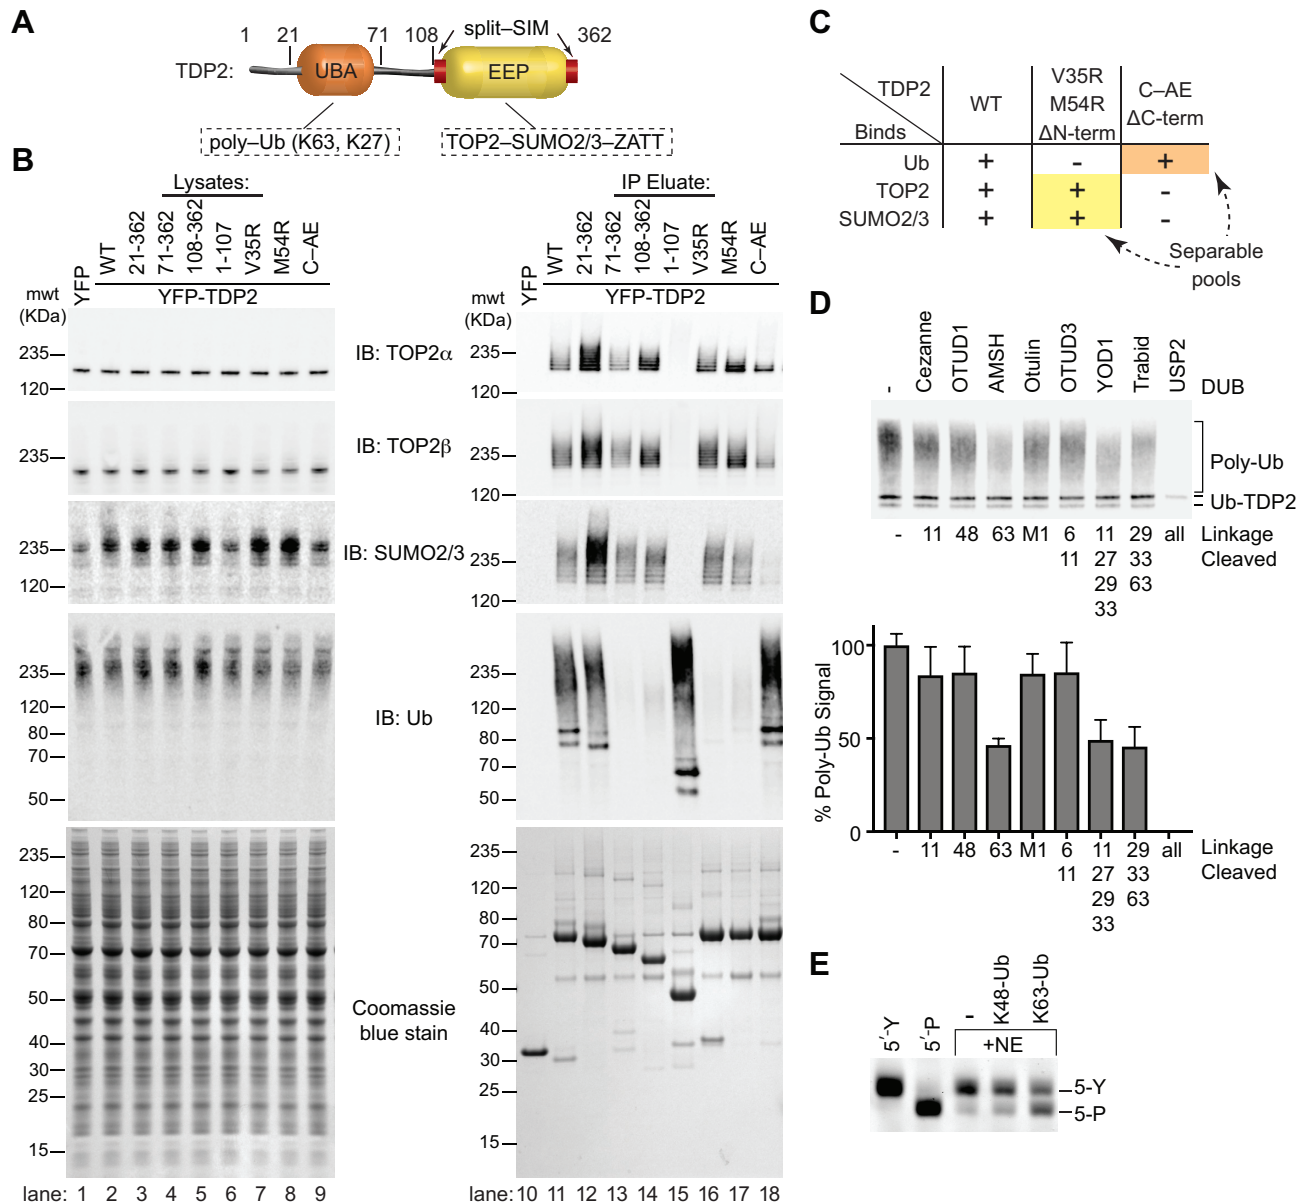 A
1 21 71 108 split–SIM 362
TDP2: UBA EEP
poly–Ub (K63, K27) TOP2–SUMO2/3–ZATT
B
Lysates:
YFP WT 21-362 71-362 108-362 1-107 V35R M54R C–AE
YFP-TDP2
mwt
(KDa)
235
120
235
235
120
235
120
80
70
50
235
120
80
70
50
40
30
25
15
lane: 1 2 3 4 5 6 7 8 9
IB: TOP2α
IB: TOP2β
IB: SUMO2/3
IB: Ub
Coomassie
blue stain
IP Eluate:
YFP WT 21-362 71-362 108-362 1-107 V35R M54R C–AE
YFP-TDP2
mwt
(KDa)
235
120
235
120
235
120
235
120
80
70
50
235
120
80
70
50
40
30
25
15
lane: 10 11 12 13 14 15 16 17 18
C
TDP2
Binds
WT
V35R
M54R
ΔN-term
C–AE
ΔC-term
Ub + - +
TOP2 + + -
SUMO2/3 + + -
Separable
pools
D
- Cezanne OTUD1 AMSH Otulin OTUD3 YOD1 Trabid USP2 DUB
Poly-Ub
Ub-TDP2
- 11 48 63 M1 6 11 29 all Linkage
11 27 33 Cleaved
29 63
33
% Poly-Ub Signal
100
50
0
- 11 48 63 M1 6 11 29 all Linkage
11 27 33 Cleaved
29 63
33
E
5′-Y 5′-P - K48-Ub K63-Ub
+NE
5-Y
5-P